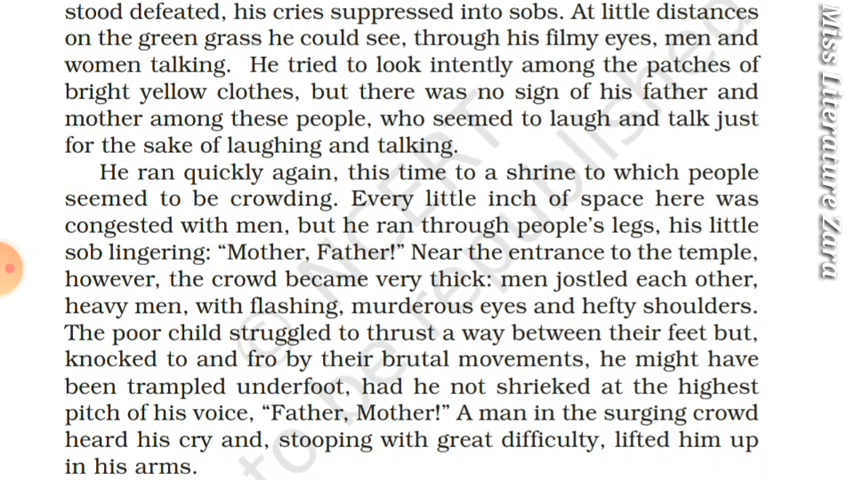 stood defeated, his cries suppressed into sobs. At little distances
on the green grass he could see, through his filmy eyes, men and
women talking. He tried to look intently among the patches of
bright yellow clothes, but there was no sign of his father and
mother among these people, who seemed to laugh and talk just
for the sake of laughing and talking.
He ran quickly again, this time to a shrine to which people
seemed to be crowding. Every little inch of space here was
congested with men, but he ran through people's legs, his little
sob lingering: “Mother, Father!” Near the entrance to the temple,
however, the crowd became very thick: men jostled each other,
heavy men, with flashing, murderous eyes and hefty shoulders.
The poor child struggled to thrust a way between their feet but,
knocked to and fro by their brutal movements, he might have
been trampled underfoot, had he not shrieked at the highest
pitch of his voice, “Father, Mother!” A man in the surging crowd
heard his cry and, stooping with great difficulty, lifted him up
in his arms.
© NCERT
to be republished
Miss Literature Zara